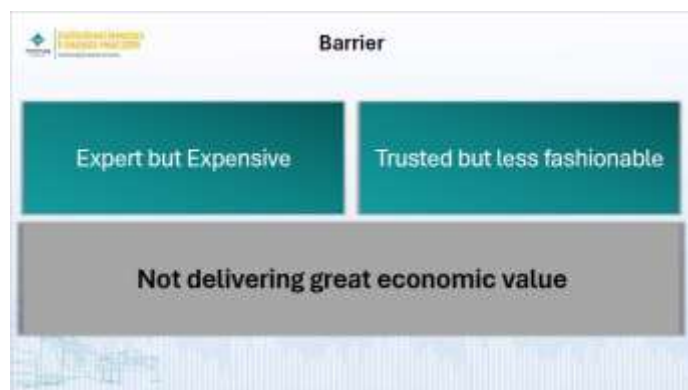 Barrier
Expert but Expensive
Trusted but less fashionable
Not delivering great economic value